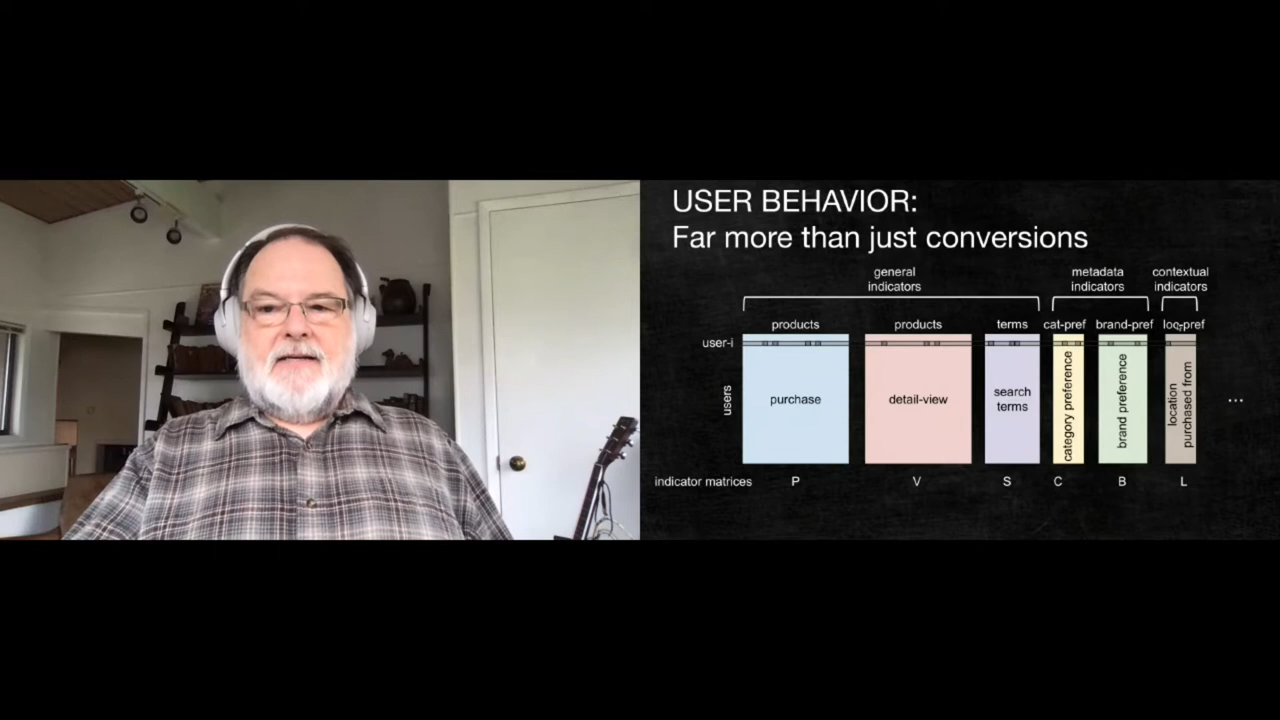 USER BEHAVIOR:
Far more than just conversions
general
indicators
metadata
indicators
contextual
indicators
products
products
terms
cat-pref
brand-pref
loc-pref
user-i
users
purchase
detail-view
search
terms
category preference
brand preference
location
purchased from
...
indicator matrices
P
V
S
C
B
L